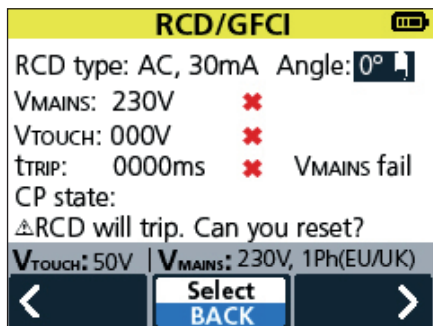 RCD/GFCI
RCD type: AC, 30mA Angle: 0°
VMAINS: 230V
VTOUCH: 000V
tTRIP: 0000ms VMAINS fail
CP state:
⚠RCD will trip. Can you reset?
VTOUCH: 50V | VMAINS: 230V, 1Ph(EU/UK)
Select
BACK